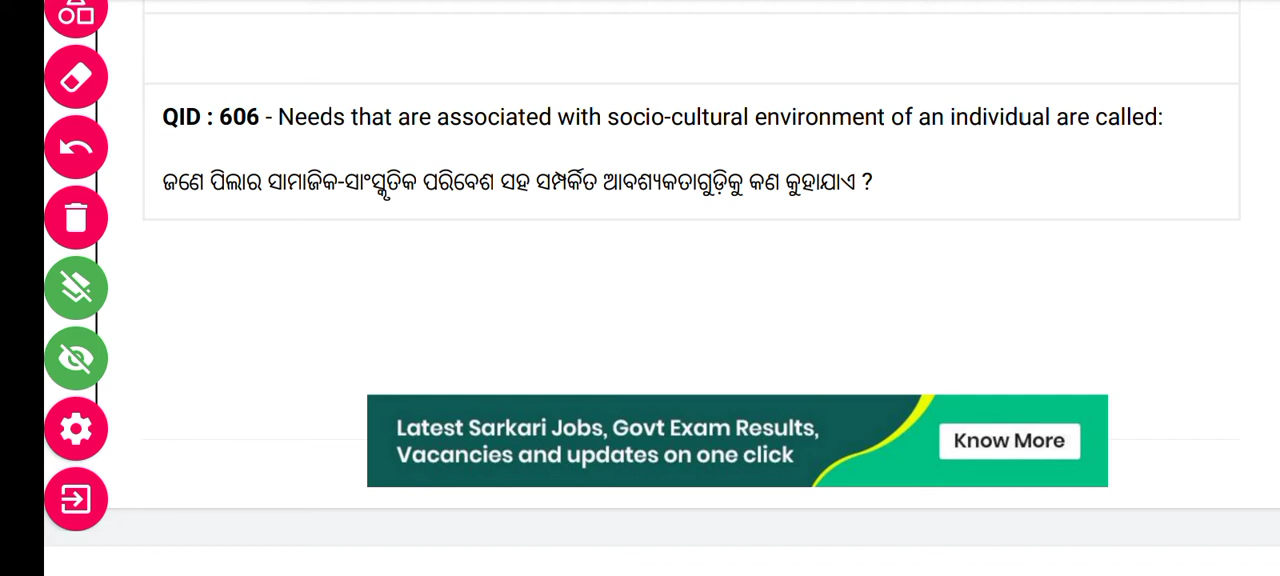 QID : 606 - Needs that are associated with socio-cultural environment of an individual are called:
ଜଣେ ପିଲାର ସାମାଜିକ-ସାଂସ୍କୃତିକ ପରିବେଶ ସହ ସମ୍ପର୍କିତ ଆବଶ୍ୟକତାଗୁଡ଼ିକୁ କଣ କୁହାଯାଏ ?
Latest Sarkari Jobs, Govt Exam Results,
Vacancies and updates on one click
Know More